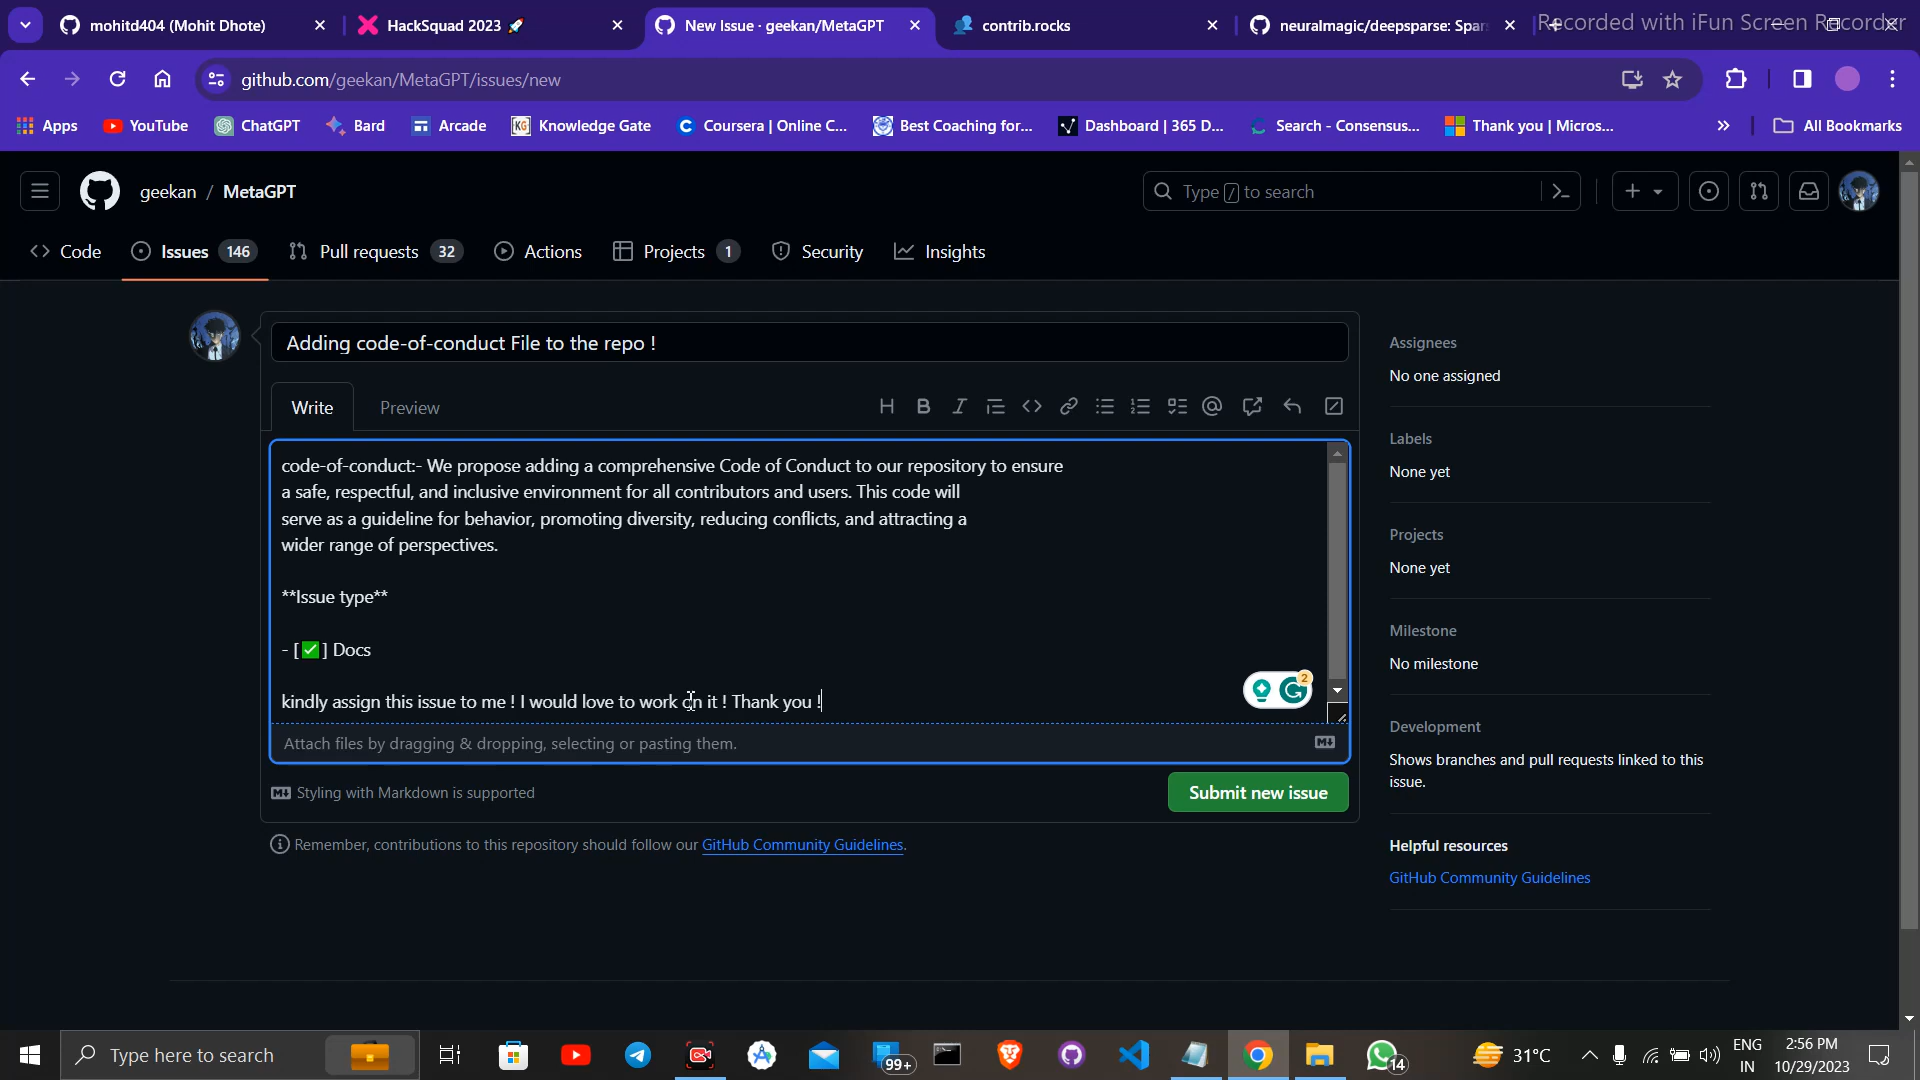 mohitd404 (Mohit Dhote)
HackSquad 2023 🚀
New Issue · geekan/MetaGPT
contrib.rocks
neuralmagic/deepsparse: Spars
Recorded with iFun Screen Recorder
github.com/geekan/MetaGPT/issues/new
Apps
YouTube
ChatGPT
Bard
Arcade
KG Knowledge Gate
Coursera | Online C...
Best Coaching for...
Dashboard | 365 D...
Search - Consensus...
Thank you | Micros...
All Bookmarks
geekan / MetaGPT
Type / to search
Code
Issues 146
Pull requests 32
Actions
Projects 1
Security
Insights
Adding code-of-conduct File to the repo !
Write
Preview
code-of-conduct:- We propose adding a comprehensive Code of Conduct to our repository to ensure
a safe, respectful, and inclusive environment for all contributors and users. This code will
serve as a guideline for behavior, promoting diversity, reducing conflicts, and attracting a
wider range of perspectives.
**Issue type**
- [✅] Docs
kindly assign this issue to me ! I would love to work on it ! Thank you !
2
Attach files by dragging & dropping, selecting or pasting them.
Styling with Markdown is supported
Submit new issue
Remember, contributions to this repository should follow our GitHub Community Guidelines.
Assignees
No one assigned
Labels
None yet
Projects
None yet
Milestone
No milestone
Development
Shows branches and pull requests linked to this
issue.
Helpful resources
GitHub Community Guidelines
Type here to search
99+
14
31°C
ENG
IN
2:56 PM
10/29/2023